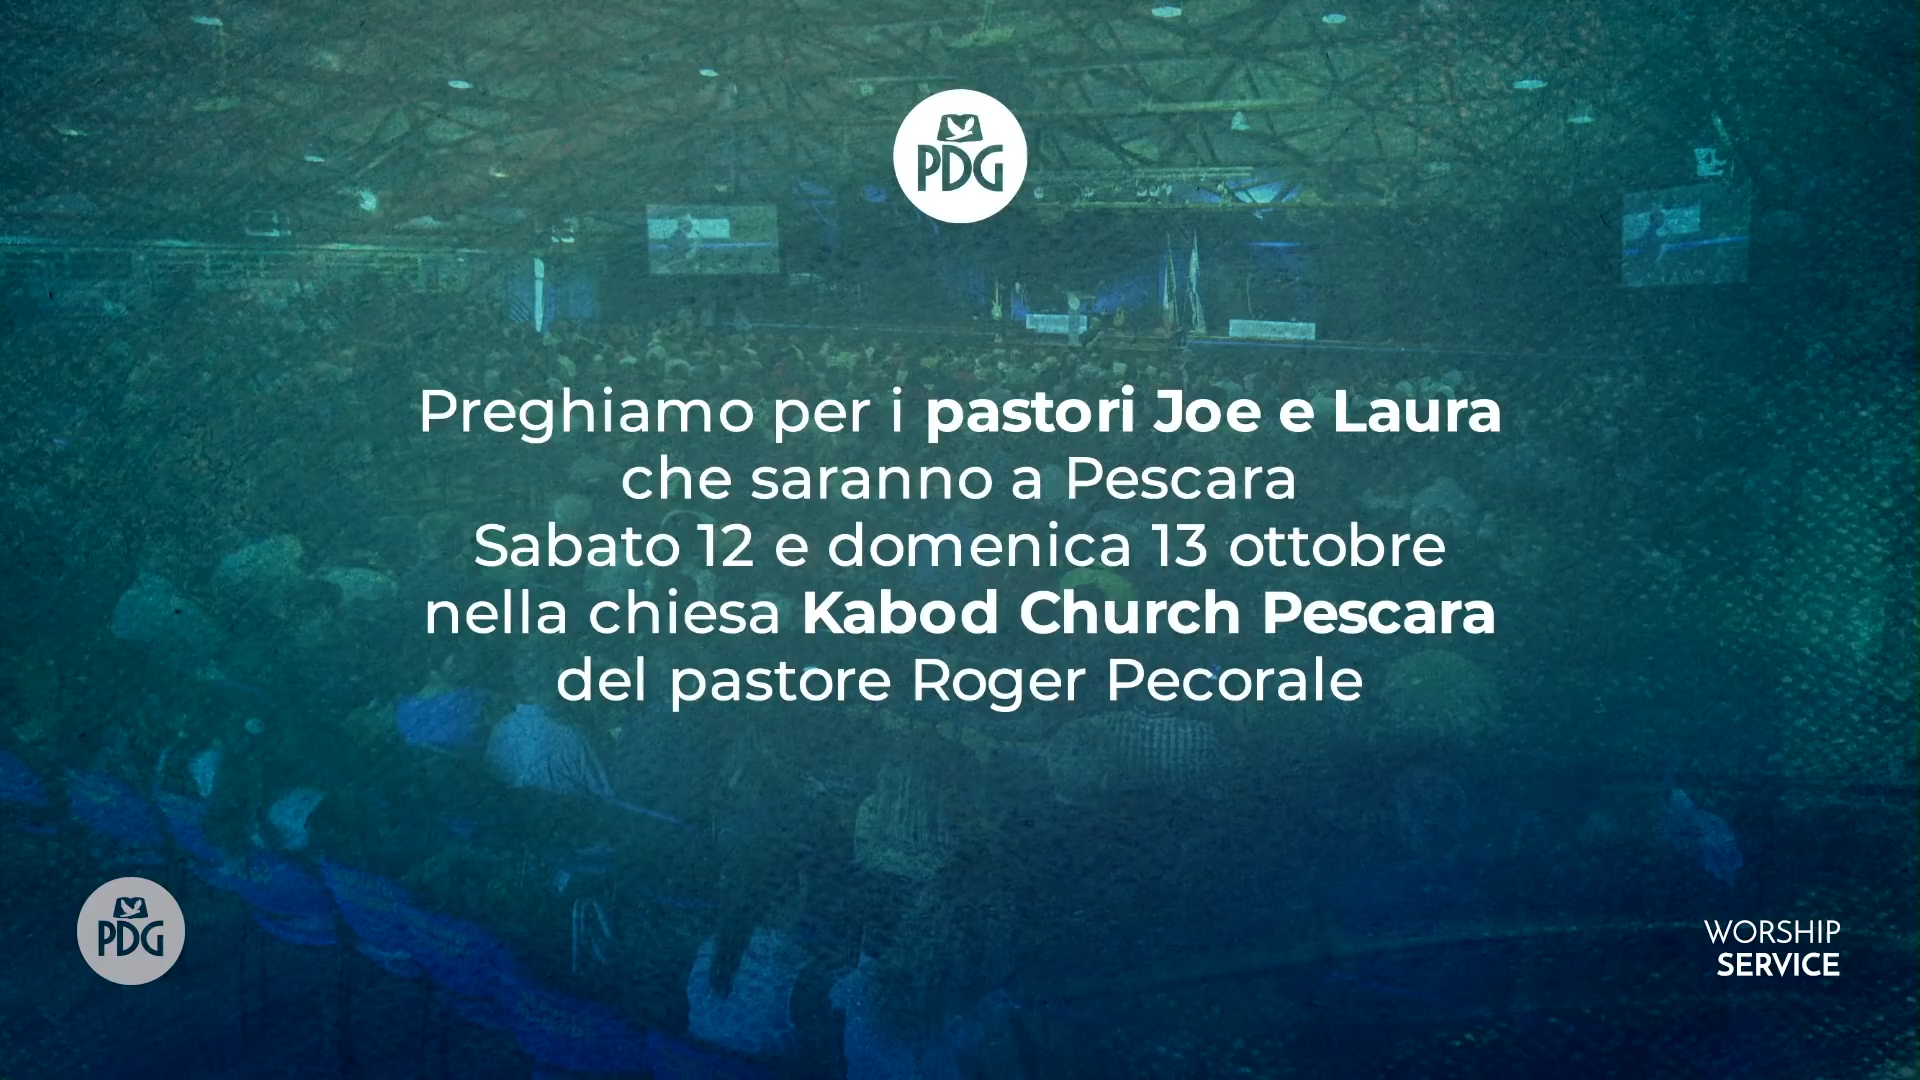 PDG
Preghiamo per i pastori Joe e Laura
che saranno a Pescara
Sabato 12 e domenica 13 ottobre
nella chiesa Kabod Church Pescara
del pastore Roger Pecorale
PDG
WORSHIP
SERVICE